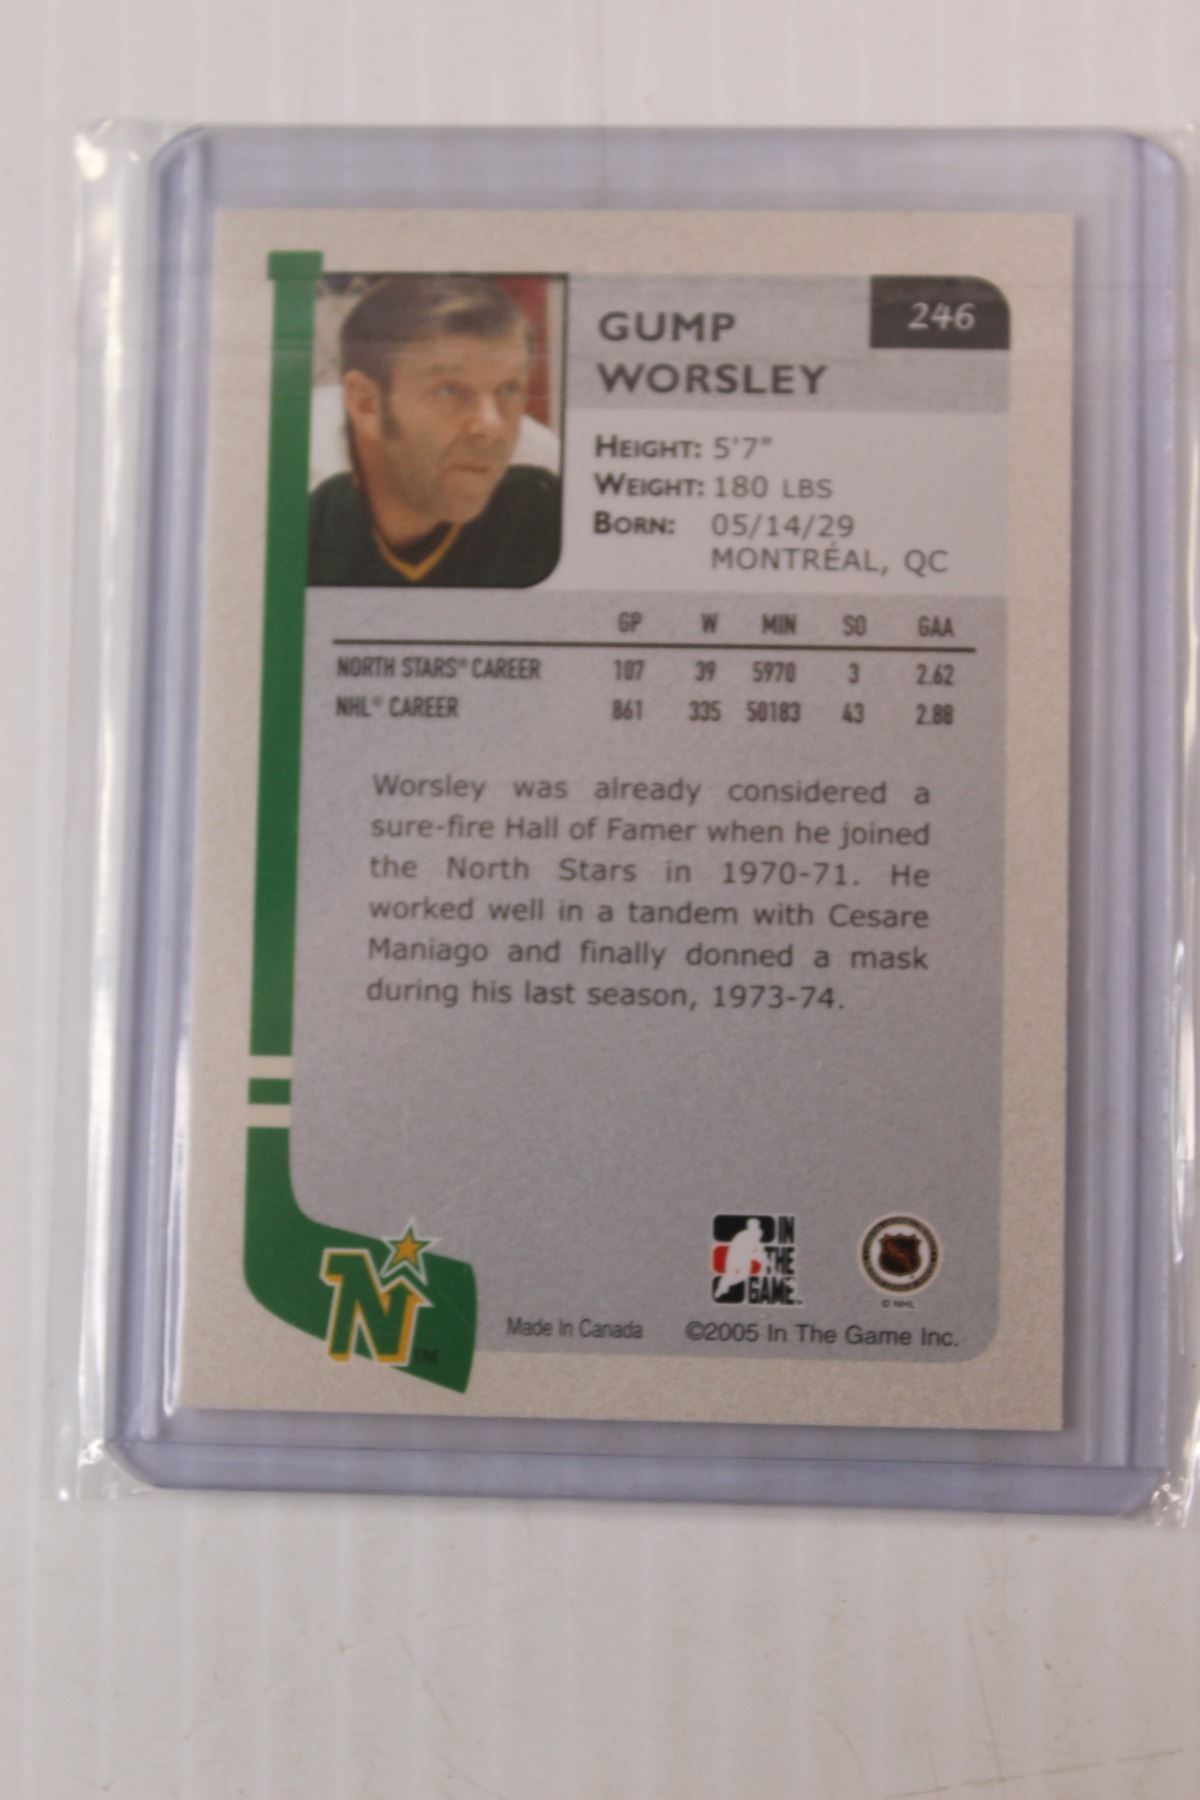 246
GUMP
WORSLEY
HEIGHT: 5'7"
WEIGHT: 180 LBS
BORN: 05/14/29
MONTRÉAL, QC
GP W MIN SO GAA
NORTH STARS® CAREER 107 39 5970 3 2.62
NHL® CAREER 861 335 50183 43 2.88
Worsley was already considered a
sure-fire Hall of Famer when he joined
the North Stars in 1970-71. He
worked well in a tandem with Cesare
Maniago and finally donned a mask
during his last season, 1973-74.
N
TM
IN
THE
GAME
© NHL
Made In Canada ©2005 In The Game Inc.